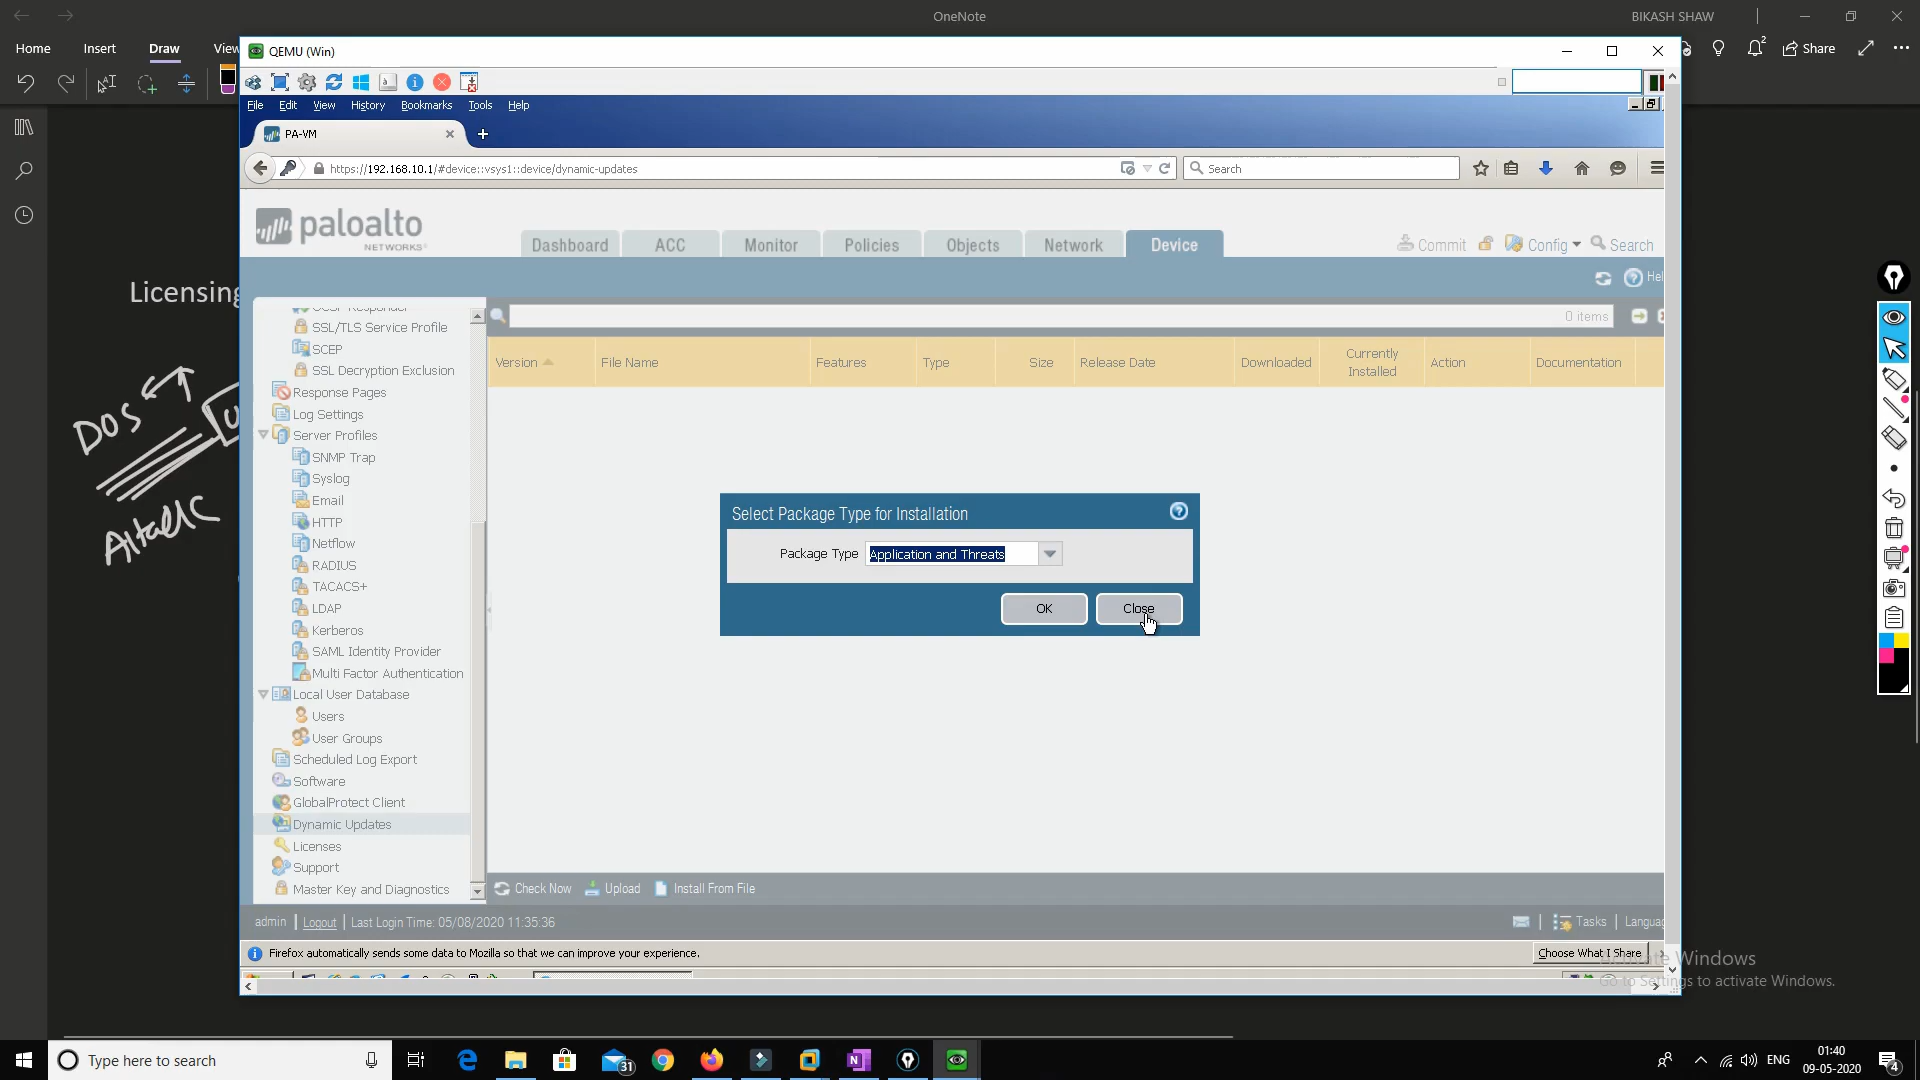 OneNote
BIKASH SHAW
Home
Insert
Draw
View
Share
QEMU (Win)
File
Edit
View
History
Bookmarks
Tools
Help
PA-VM
https://192.168.10.1/#device::vsys1::device/dynamic-updates
Search
paloalto
NETWORKS
Dashboard
ACC
Monitor
Policies
Objects
Network
Device
Commit
Config
Search
Licensing
DOS
Attack
OCSP Responder
SSL/TLS Service Profile
SCEP
SSL Decryption Exclusion
Response Pages
Log Settings
Server Profiles
SNMP Trap
Syslog
Email
HTTP
Netflow
RADIUS
TACACS+
LDAP
Kerberos
SAML Identity Provider
Multi Factor Authentication
Local User Database
Users
User Groups
Scheduled Log Export
Software
GlobalProtect Client
Dynamic Updates
Licenses
Support
Master Key and Diagnostics
0 items
Version
File Name
Features
Type
Size
Release Date
Downloaded
Currently
Installed
Action
Documentation
Select Package Type for Installation
Package Type
Application and Threats
OK
Close
Check Now
Upload
Install From File
admin
Logout
Last Login Time: 05/08/2020 11:35:36
Tasks
Firefox automatically sends some data to Mozilla so that we can improve your experience.
Choose What I Share
Activate Windows
Go to Settings to activate Windows.
Type here to search
31
ENG
01:40
09-05-2020
4